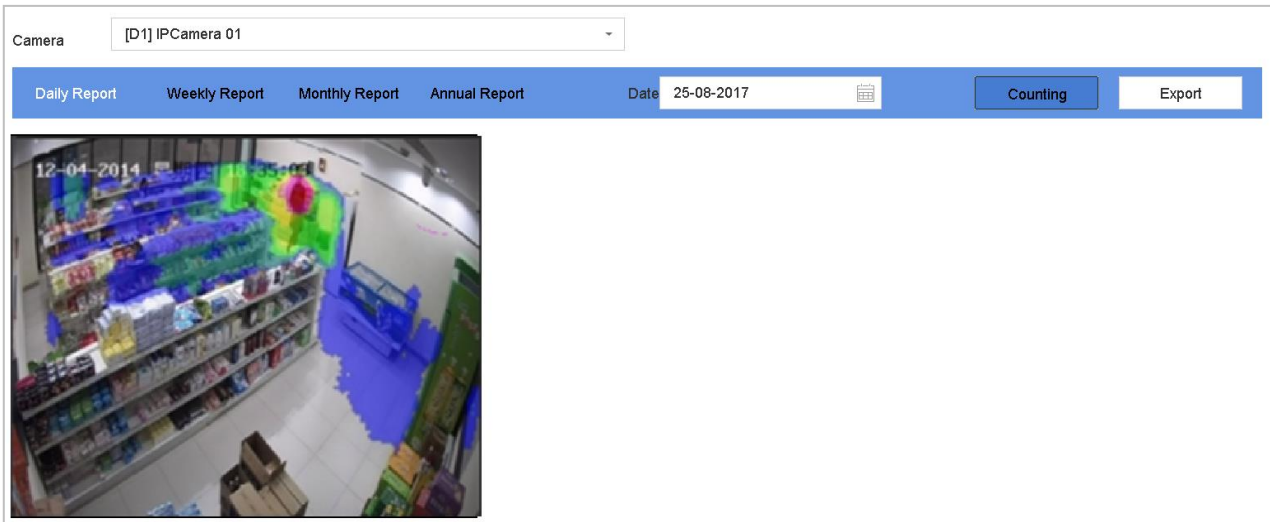 Camera [D1] IPCamera 01
Daily Report Weekly Report Monthly Report Annual Report Date 25-08-2017 Counting Export
12-04-2014